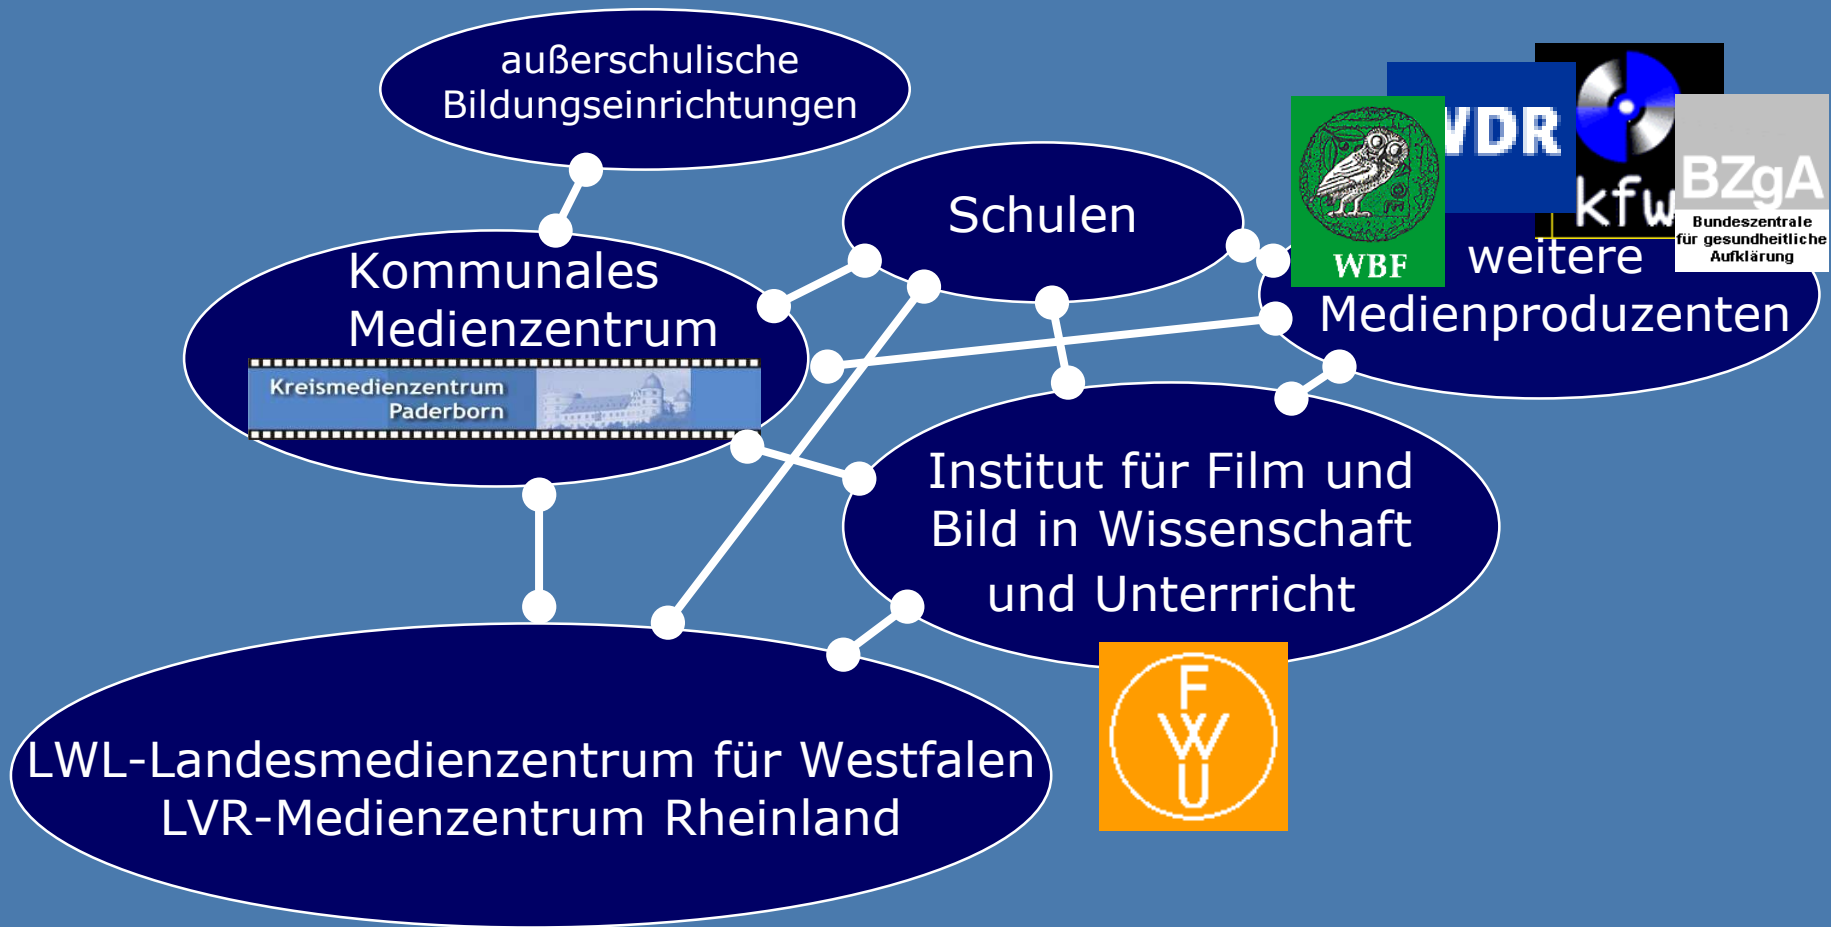 außerschulische
Bildungseinrichtungen
Schulen
WBF
WDR
kfw
BZgA
Bundeszentrale
für gesundheitliche
Aufklärung
weitere
Medienproduzenten
Kommunales
Medienzentrum
Kreismedienzentrum
Paderborn
Institut für Film und
Bild in Wissenschaft
und Unterrricht
F
W
U
LWL-Landesmedienzentrum für Westfalen
LVR-Medienzentrum Rheinland